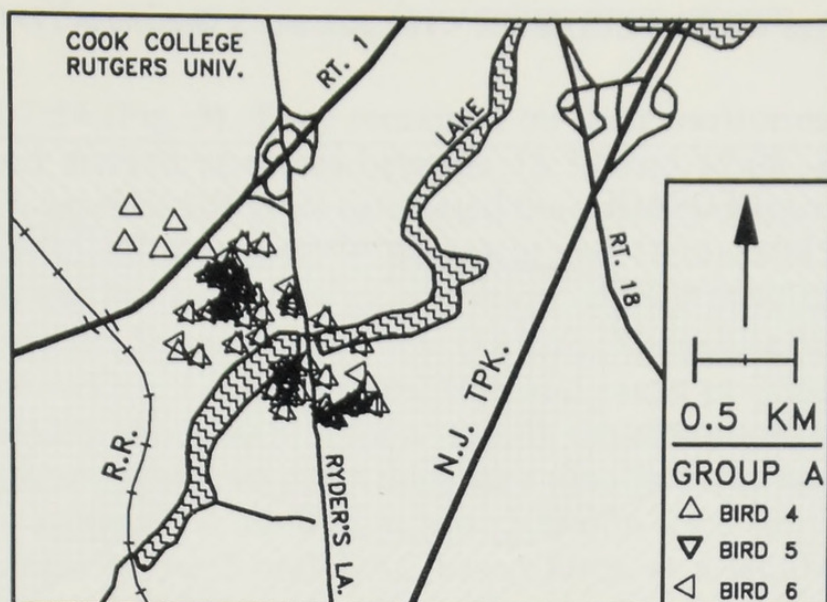 COOK COLLEGE
RUTGERS UNIV.
RT. 1
LAKE
RT. 18
N.J. TPK.
R.R.
RYDER'S LA.
0.5 KM
GROUP A
BIRD 4
BIRD 5
BIRD 6